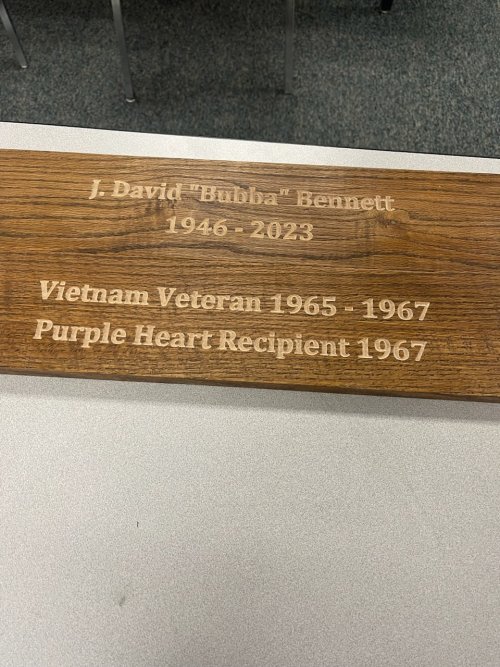 J. David "Bubba" Bennett
1946 - 2023
Vietnam Veteran 1965 - 1967
Purple Heart Recipient 1967